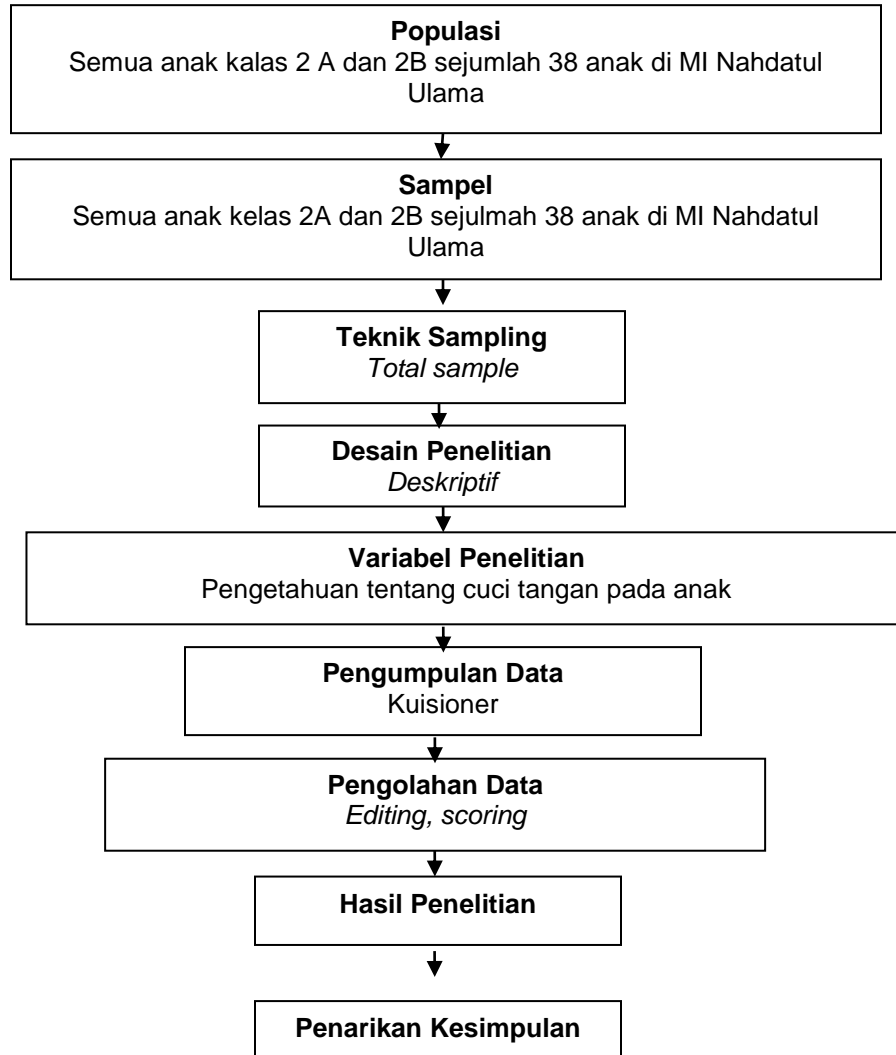 Populasi
Semua anak kalas 2 A dan 2B sejumlah 38 anak di MI Nahdatul
Ulama
Sampel
Semua anak kelas 2A dan 2B sejulmah 38 anak di MI Nahdatul
Ulama
Teknik Sampling
Total sample
Desain Penelitian
Deskriptif
Variabel Penelitian
Pengetahuan tentang cuci tangan pada anak
Pengumpulan Data
Kuisioner
Pengolahan Data
Editing, scoring
Hasil Penelitian
Penarikan Kesimpulan